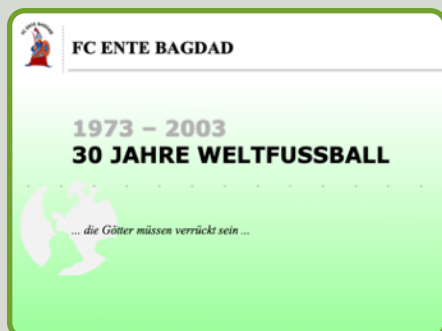 FC ENTE BAGDAD
1973 – 2003
30 JAHRE WELTFUSSBALL
... die Götter müssen verrückt sein ...